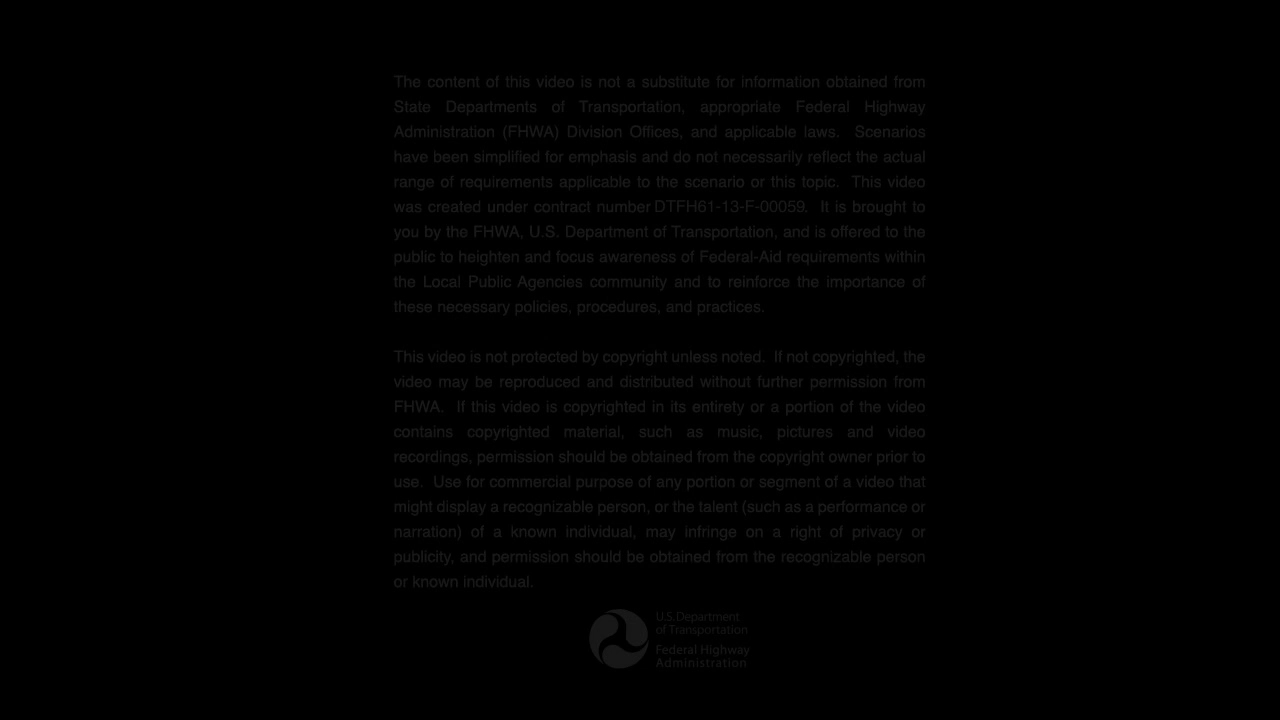 The content of this video is not a substitute for information obtained from
State Departments of Transportation, appropriate Federal Highway
Administration (FHWA) Division Offices, and applicable laws. Scenarios
have been simplified for emphasis and do not necessarily reflect the actual
range of requirements applicable to the scenario or this topic. This video
was created under contract number DTFH61-13-F-00059. It is brought to
you by the FHWA, U.S. Department of Transportation, and is offered to the
public to heighten and focus awareness of Federal-Aid requirements within
the Local Public Agencies community and to reinforce the importance of
these necessary policies, procedures, and practices.
This video is not protected by copyright unless noted. If not copyrighted, the
video may be reproduced and distributed without further permission from
FHWA. If this video is copyrighted in its entirety or a portion of the video
contains copyrighted material, such as music, pictures and video
recordings, permission should be obtained from the copyright owner prior to
use. Use for commercial purpose of any portion or segment of a video that
might display a recognizable person, or the talent (such as a performance or
narration) of a known individual, may infringe on a right of privacy or
publicity, and permission should be obtained from the recognizable person
or known individual.
U.S. Department
of Transportation
Federal Highway
Administration